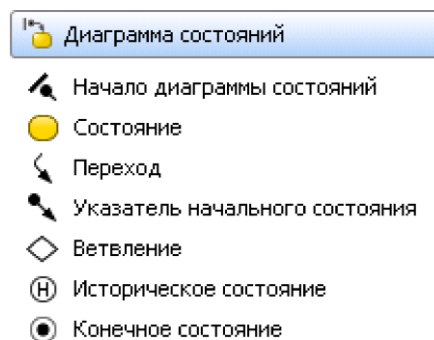 Диаграмма состояний
Начало диаграммы состояний
Состояние
Переход
Указатель начального состояния
Ветвление
H Историческое состояние
Конечное состояние